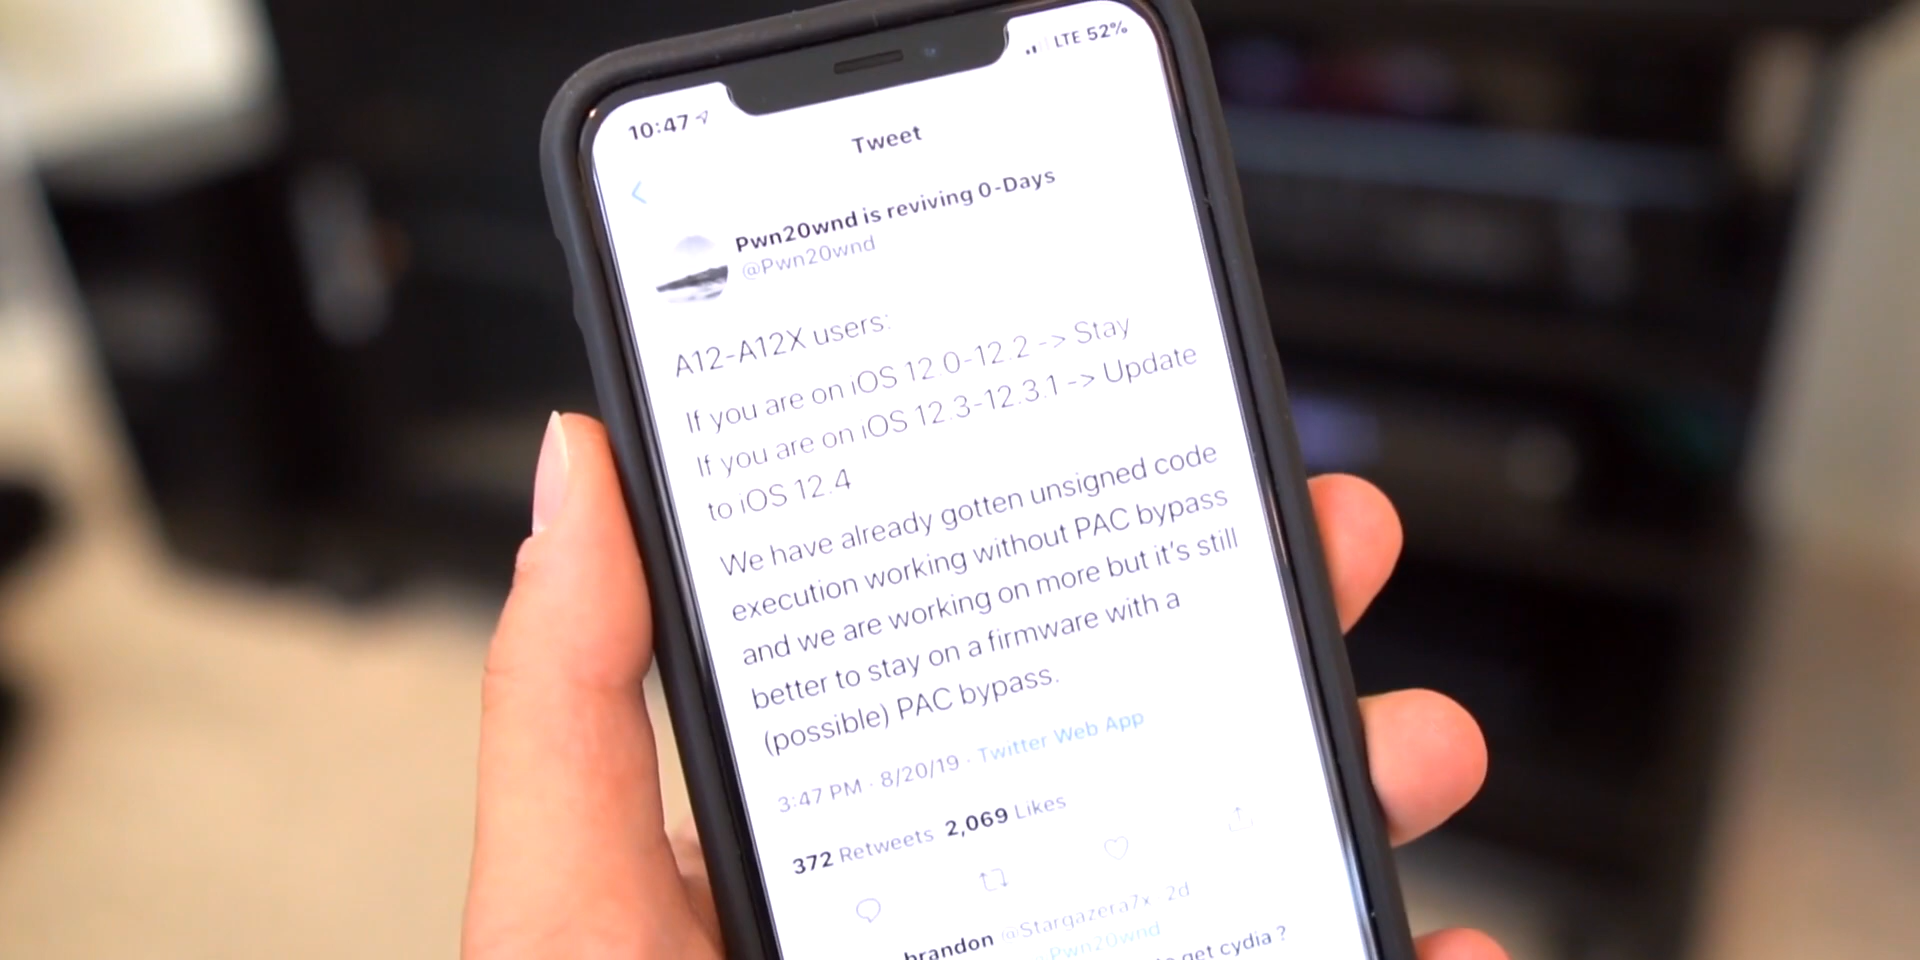 10:47
LTE 52%
Tweet
Pwn20wnd is reviving 0-Days
@Pwn20wnd
A12-A12X users:
If you are on iOS 12.0-12.2 -> Stay
If you are on iOS 12.3-12.3.1 -> Update
to iOS 12.4
We have already gotten unsigned code
execution working without PAC bypass
and we are working on more but it's still
better to stay on a firmware with a
(possible) PAC bypass.
3:47 PM · 8/20/19 · Twitter Web App
372 Retweets 2,069 Likes
brandon @Stargazera7x 2d
Pwn20wnd
get cydia ?